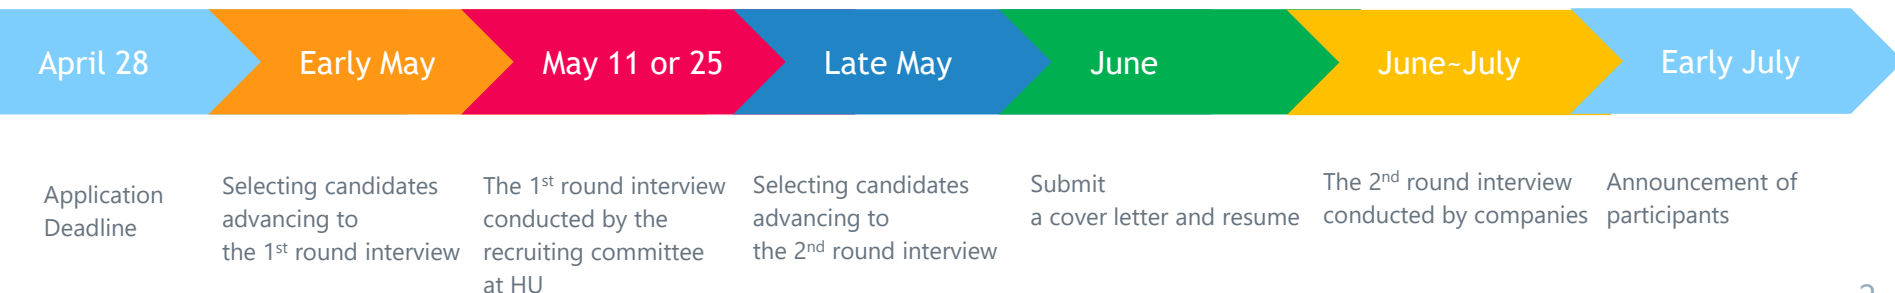 April 28
Early May
May 11 or 25
Late May
June
June~July
Early July
Application
Deadline
Selecting candidates
advancing to
the 1st round interview
The 1st round interview
conducted by the
recruiting committee
at HU
Selecting candidates
advancing to
the 2nd round interview
Submit
a cover letter and resume
The 2nd round interview
conducted by companies
Announcement of
participants